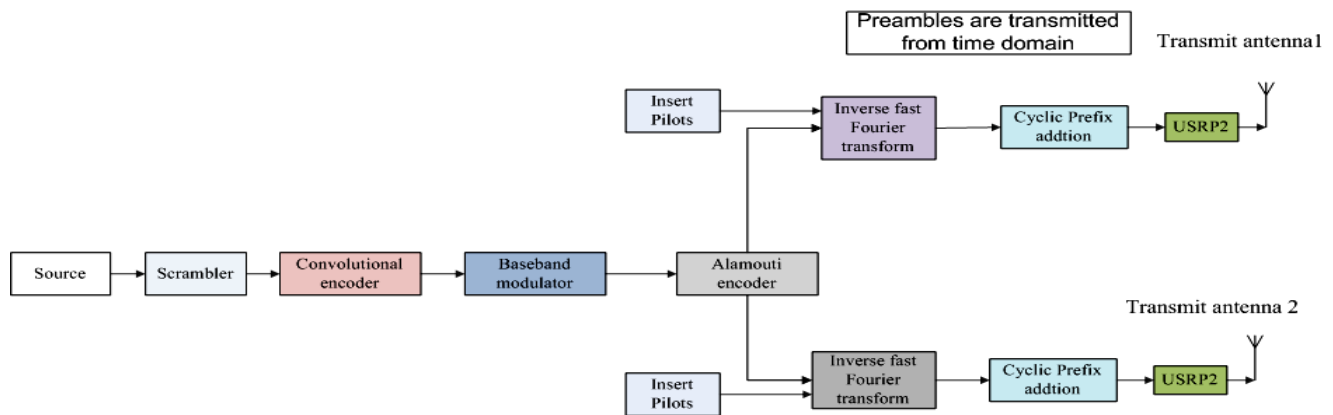 Preambles are transmitted
from time domain
Transmit antenna1
Insert
Pilots
Inverse fast
Fourier
transform
Cyclic Prefix
addtion
USRP2
Source
Scrambler
Convolutional
encoder
Baseband
modulator
Alamouti
encoder
Transmit antenna 2
Insert
Pilots
Inverse fast
Fourier
transform
Cyclic Prefix
addtion
USRP2